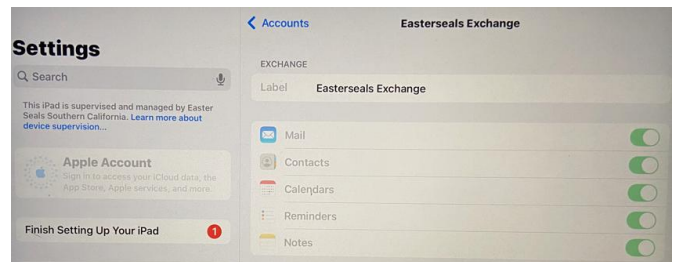 Settings
Search
This iPad is supervised and managed by Easter
Seals Southern California. Learn more about
device supervision...
Apple Account
Sign in to access your iCloud data, the
App Store, Apple services, and more.
Finish Setting Up Your iPad
1
Accounts
Easterseals Exchange
EXCHANGE
Label Easterseals Exchange
Mail
Contacts
Calendars
Reminders
Notes